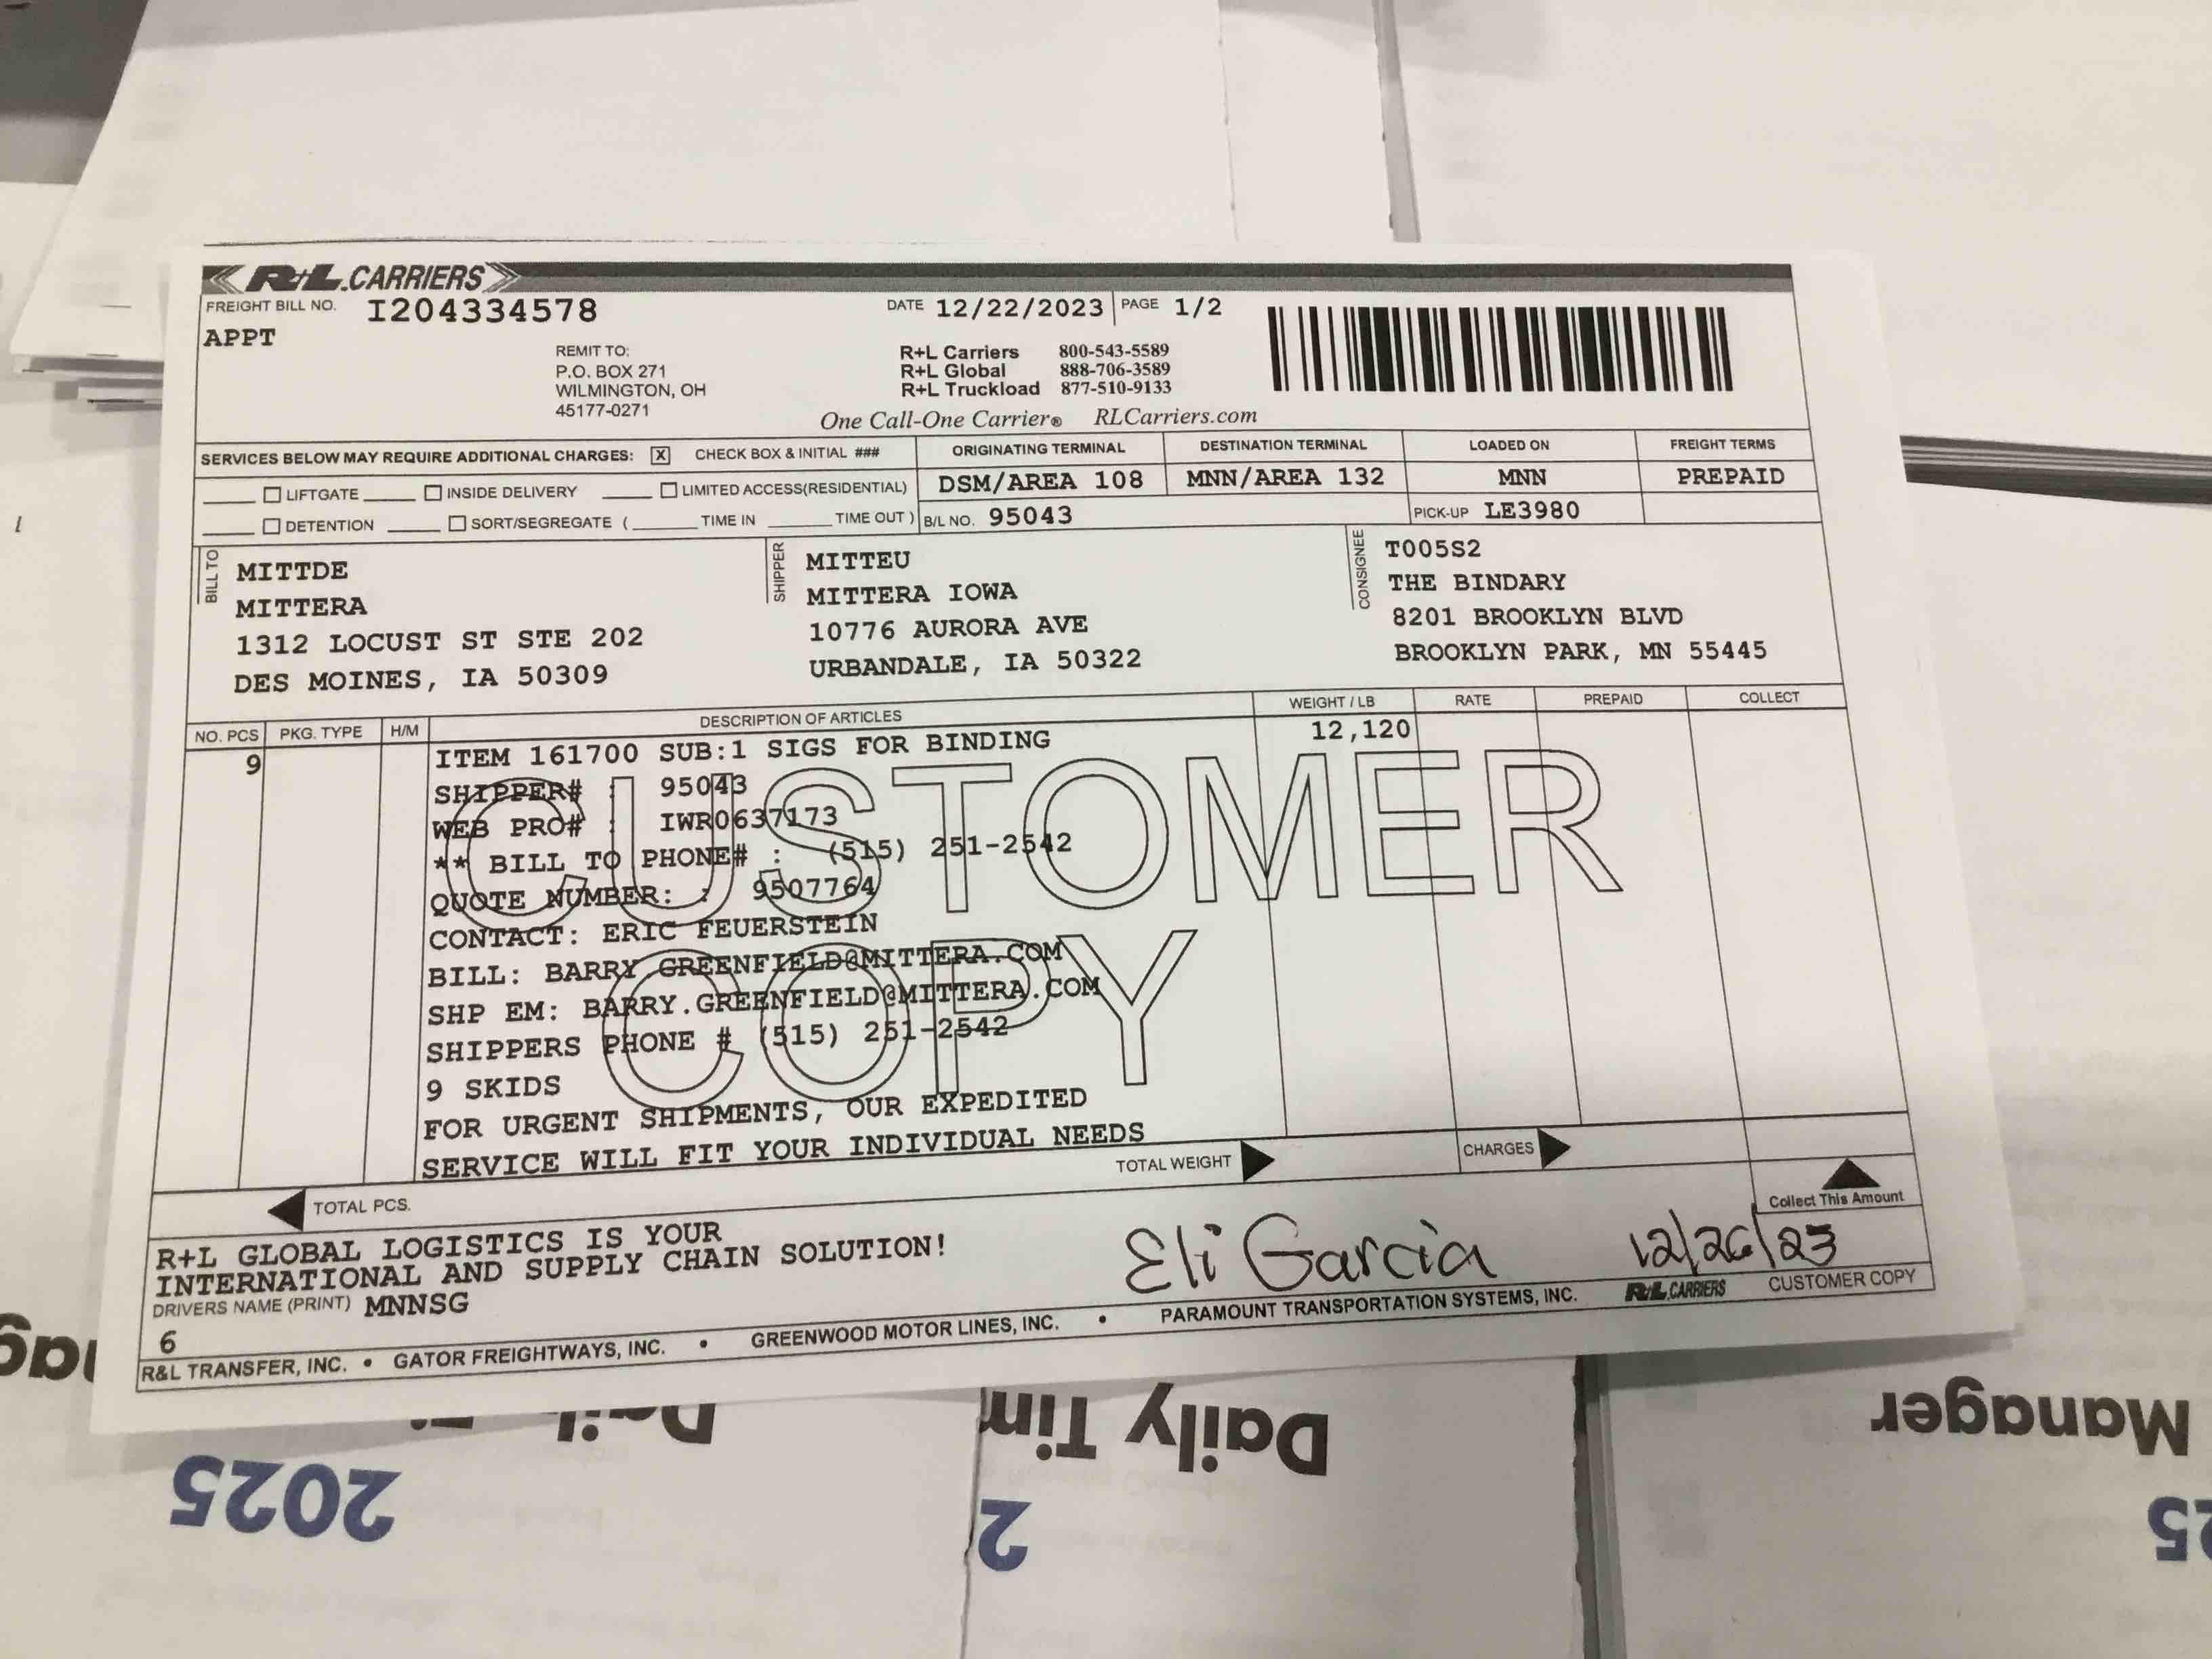 R+L CARRIERS
FREIGHT BILL NO. I204334578
DATE 12/22/2023 PAGE 1/2
APPT
REMIT TO:
P.O. BOX 271
WILMINGTON, OH
45177-0271
R+L Carriers 800-543-5589
R+L Global 888-706-3589
R+L Truckload 877-510-9133
One Call-One Carrier® RLCarriers.com
SERVICES BELOW MAY REQUIRE ADDITIONAL CHARGES: X CHECK BOX & INITIAL ###
LIFTGATE INSIDE DELIVERY LIMITED ACCESS(RESIDENTIAL)
DETENTION SORT/SEGREGATE ( TIME IN TIME OUT )
ORIGINATING TERMINAL DESTINATION TERMINAL LOADED ON FREIGHT TERMS
DSM/AREA 108 MNN/AREA 132 MNN PREPAID
B/L NO. 95043 PICK-UP LE3980
BILL TO
MITTDE
MITTERA
1312 LOCUST ST STE 202
DES MOINES, IA 50309
SHIPPER
MITTEU
MITTERA IOWA
10776 AURORA AVE
URBANDALE, IA 50322
CONSIGNEE
T005S2
THE BINDARY
8201 BROOKLYN BLVD
BROOKLYN PARK, MN 55445
NO. PCS PKG. TYPE H/M DESCRIPTION OF ARTICLES WEIGHT / LB RATE PREPAID COLLECT
9 ITEM 161700 SUB:1 SIGS FOR BINDING 12,120
SHIPPER# : 95043
WEB PRO# : IWR0637173
** BILL TO PHONE# : (515) 251-2542
QUOTE NUMBER: : 9507764
CONTACT: ERIC FEUERSTEIN
BILL: BARRY.GREENFIELD@MITTERA.COM
SHP EM: BARRY.GREENFIELD@MITTERA.COM
SHIPPERS PHONE # (515) 251-2542
9 SKIDS
FOR URGENT SHIPMENTS, OUR EXPEDITED
SERVICE WILL FIT YOUR INDIVIDUAL NEEDS
CUSTOMER
COPY
TOTAL PCS. TOTAL WEIGHT CHARGES
Collect This Amount
R+L GLOBAL LOGISTICS IS YOUR
INTERNATIONAL AND SUPPLY CHAIN SOLUTION!
Eli Garcia 12/26/23
DRIVERS NAME (PRINT) MNNSG
6
R&L TRANSFER, INC. • GATOR FREIGHTWAYS, INC. • GREENWOOD MOTOR LINES, INC. • PARAMOUNT TRANSPORTATION SYSTEMS, INC. R+L CARRIERS CUSTOMER COPY
Daily Tim
Manager
2025
2
25